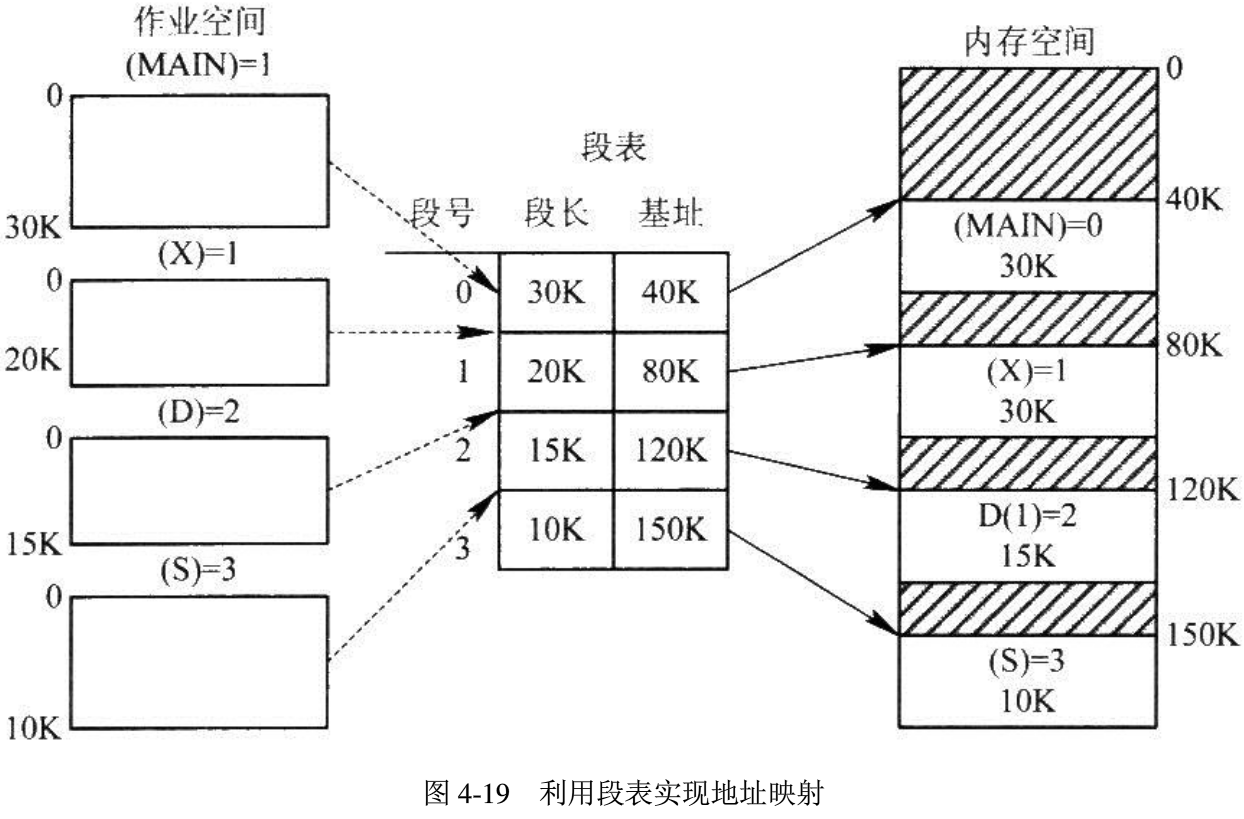 作业空间
(MAIN)=1
0
30K
(X)=1
0
20K
(D)=2
0
15K
(S)=3
0
10K
段表
段号 段长 基址
0 30K 40K
1 20K 80K
2 15K 120K
3 10K 150K
内存空间
0
40K
(MAIN)=0
30K
80K
(X)=1
30K
120K
D(1)=2
15K
150K
(S)=3
10K
图 4-19 利用段表实现地址映射